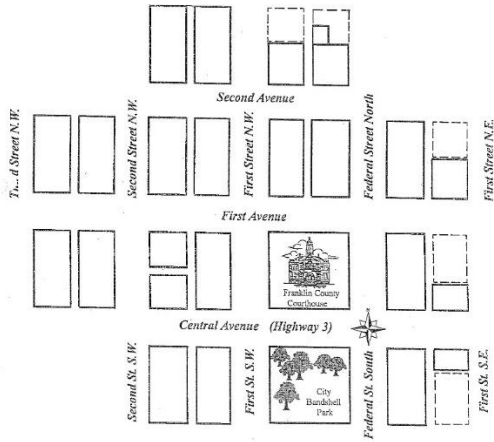 Second Avenue
Second Street N.W.
First Street N.W.
Federal Street North
First Street N.E.
Street N.W.
First Avenue
Franklin County
Courthouse
Central Avenue (Highway 3)
Second St. S.W.
First St. S.W.
City
Bandshell
Park
Federal St. South
First St. S.E.